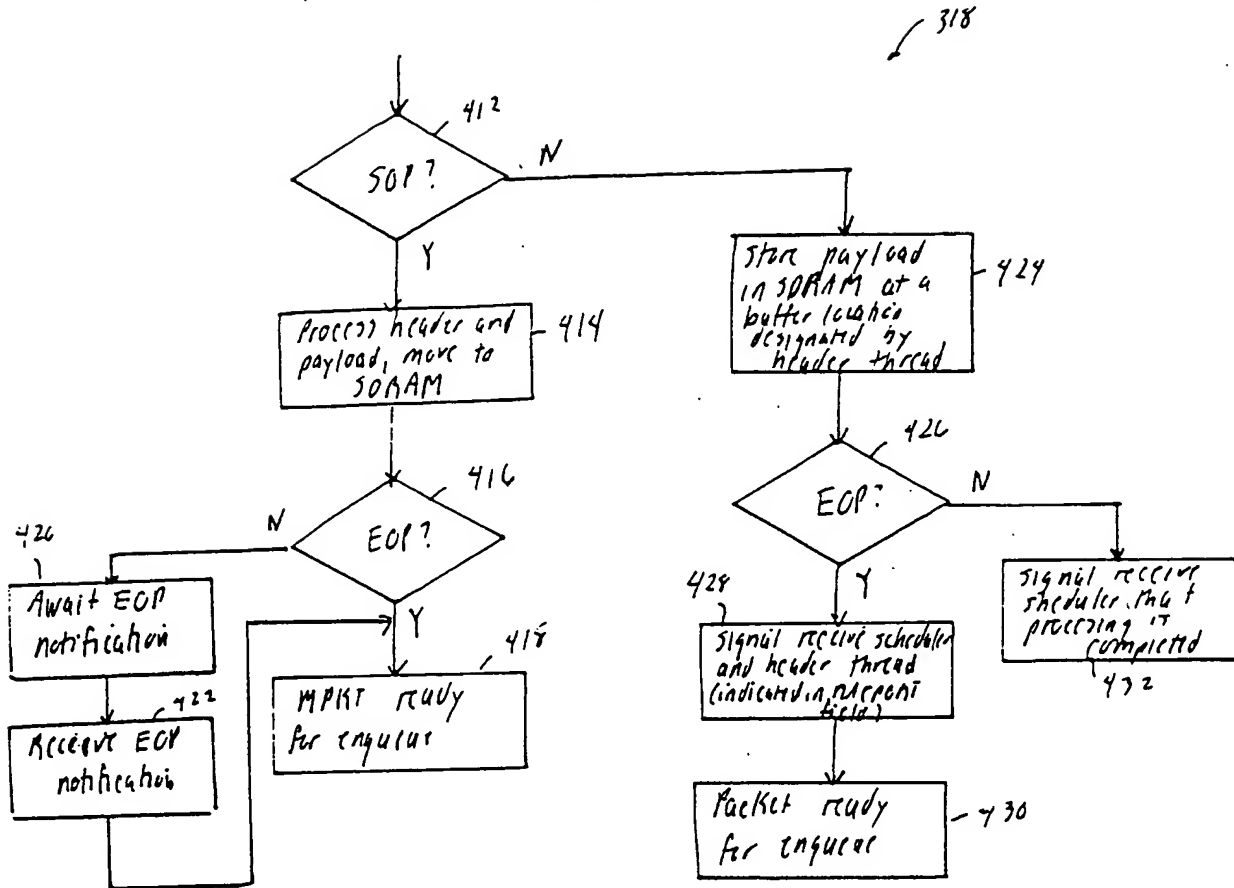 318
412
SOP?
N
Y
Process header and
payload, move to
SDRAM
414
416
EOP?
N
Y
420
Await EOP
notification
422
Receive EOP
notification
418
MPKT ready
for enqueue
Store payload
in SDRAM at a
buffer location
designated by
header thread
424
426
EOP?
N
Y
428
Signal receive scheduler
and header thread
(indicated in
field)
signal receive
sheduler that
processing is
completed
432
Packet ready
for enqueue
430